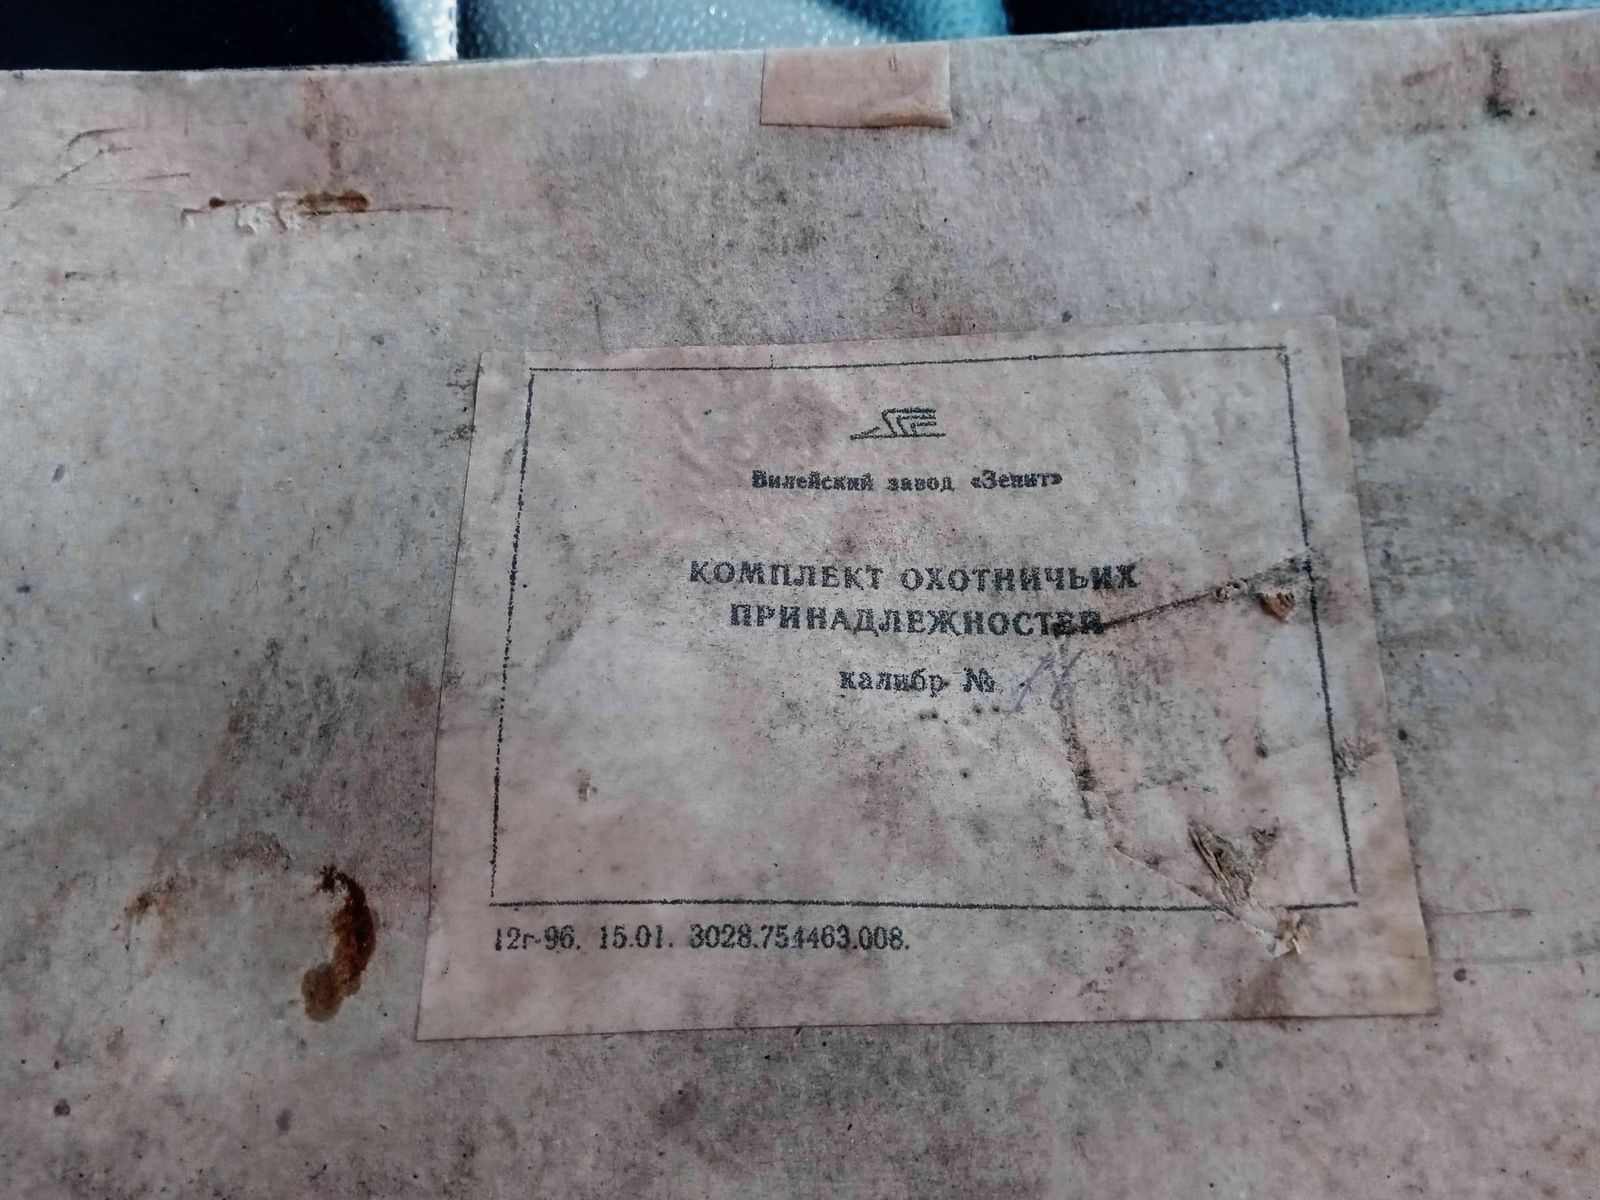 Вилейский завод «Зенит»
КОМПЛЕКТ ОХОТНИЧЬИХ
ПРИНАДЛЕЖНОСТЕЙ
калибр №
12г-96. 15.01. 3028.754463.008.